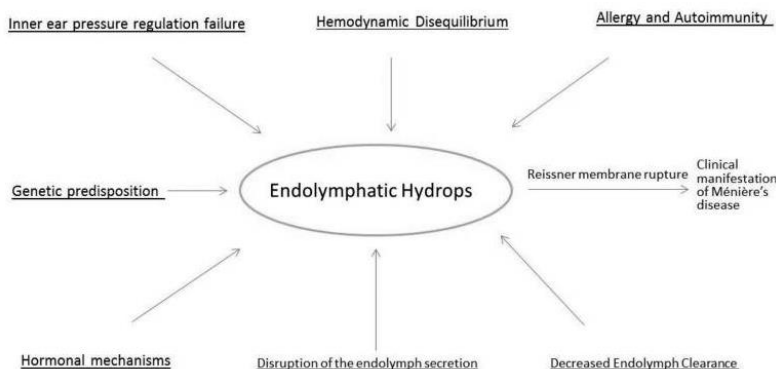 Inner ear pressure regulation failure
Hemodynamic Disequilibrium
Allergy and Autoimmunity
Genetic predisposition
Endolymphatic Hydrops
Reissner membrane rupture
Clinical
manifestation
of Ménière's
disease
Hormonal mechanisms
Disruption of the endolymph secretion
Decreased Endolymph Clearance